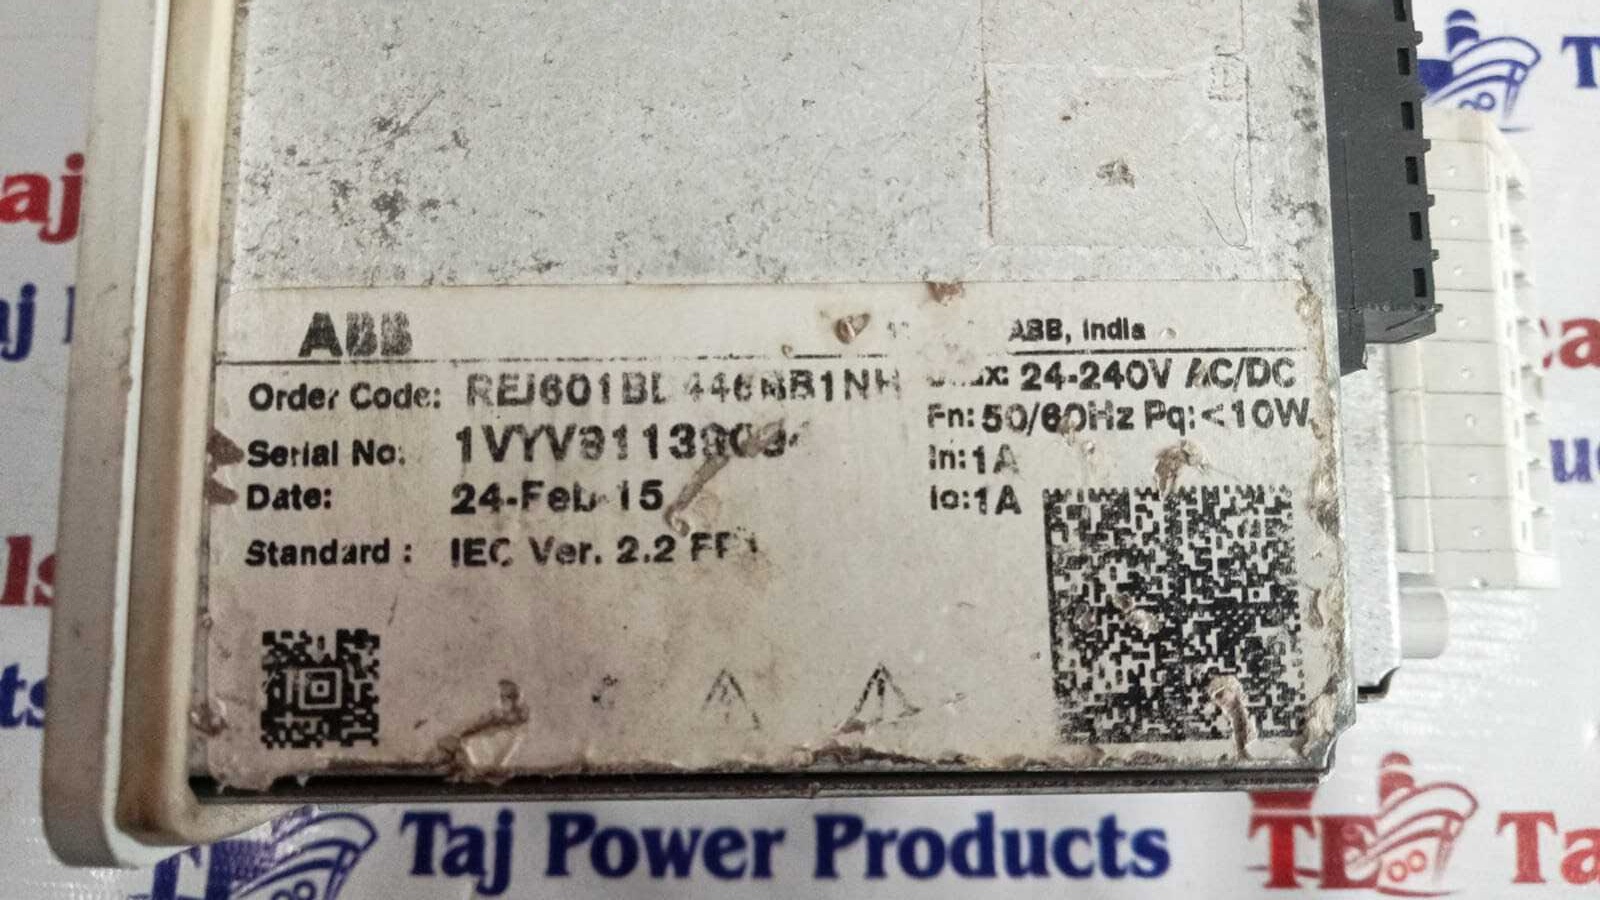 ABB
ABB, India
Order Code:
24-240V AC/DC
Fn: 50/60Hz Pq: <10W
Serial No:
In: 1A
Date: 24-Feb-15
Io: 1A
Standard: IEC Ver. 2.2
Taj Power Products
TE